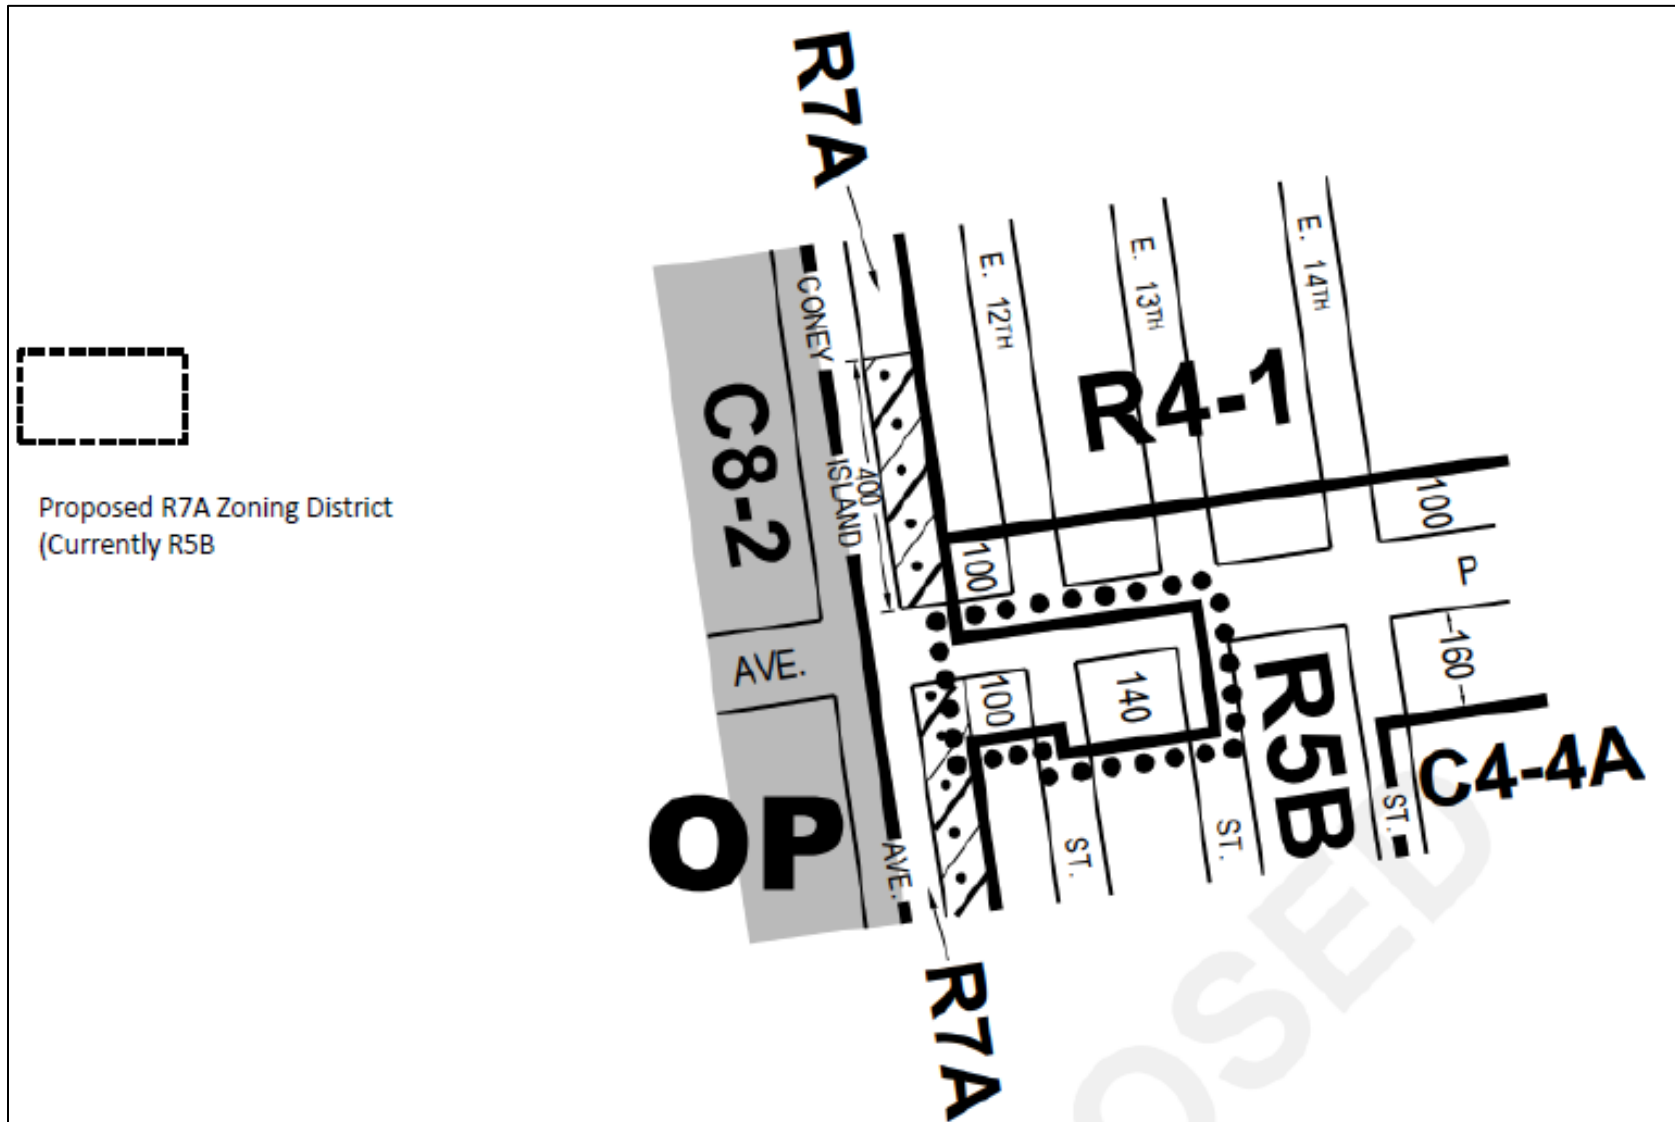 R7A
E. 12TH
E. 13TH
E. 14TH
CONEY
ISLAND
AVE.
C8-2
R4-1
400
100
100
P
Proposed R7A Zoning District
(Currently R5B
AVE.
100
140
160
R5B
C4-4A
OP
ST.
ST.
ST.
R7A
OSED